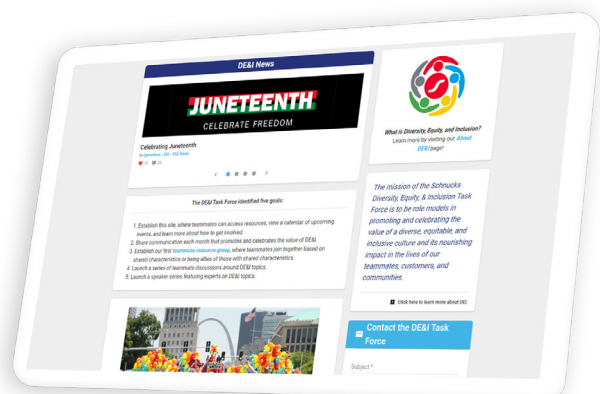 DE&I News
JUNETEENTH
CELEBRATE FREEDOM
Celebrating Juneteenth
What is Diversity, Equity, and Inclusion?
Learn more by visiting our About
DE&I page!
The DE&I Task Force identified five goals:
1. Establish this site, where teammates can access resources, view a calendar of upcoming
events, and learn more about how to get involved.
2. Share communication each month that promotes and celebrates the value of DE&I.
3. Establish our first teammate resource group, where teammates join together based on
shared characteristics or being allies of those with shared characteristics.
4. Launch a series of teammate discussions around DE&I topics.
5. Launch a speaker series featuring experts on DE&I topics.
The mission of the Schnucks
Diversity, Equity, & Inclusion Task
Force is to be role models in
promoting and celebrating the
value of a diverse, equitable, and
inclusive culture and its nourishing
impact in the lives of our
teammates, customers, and
communities.
Click here to learn more about DEI
Contact the DE&I Task
Force
Subject *